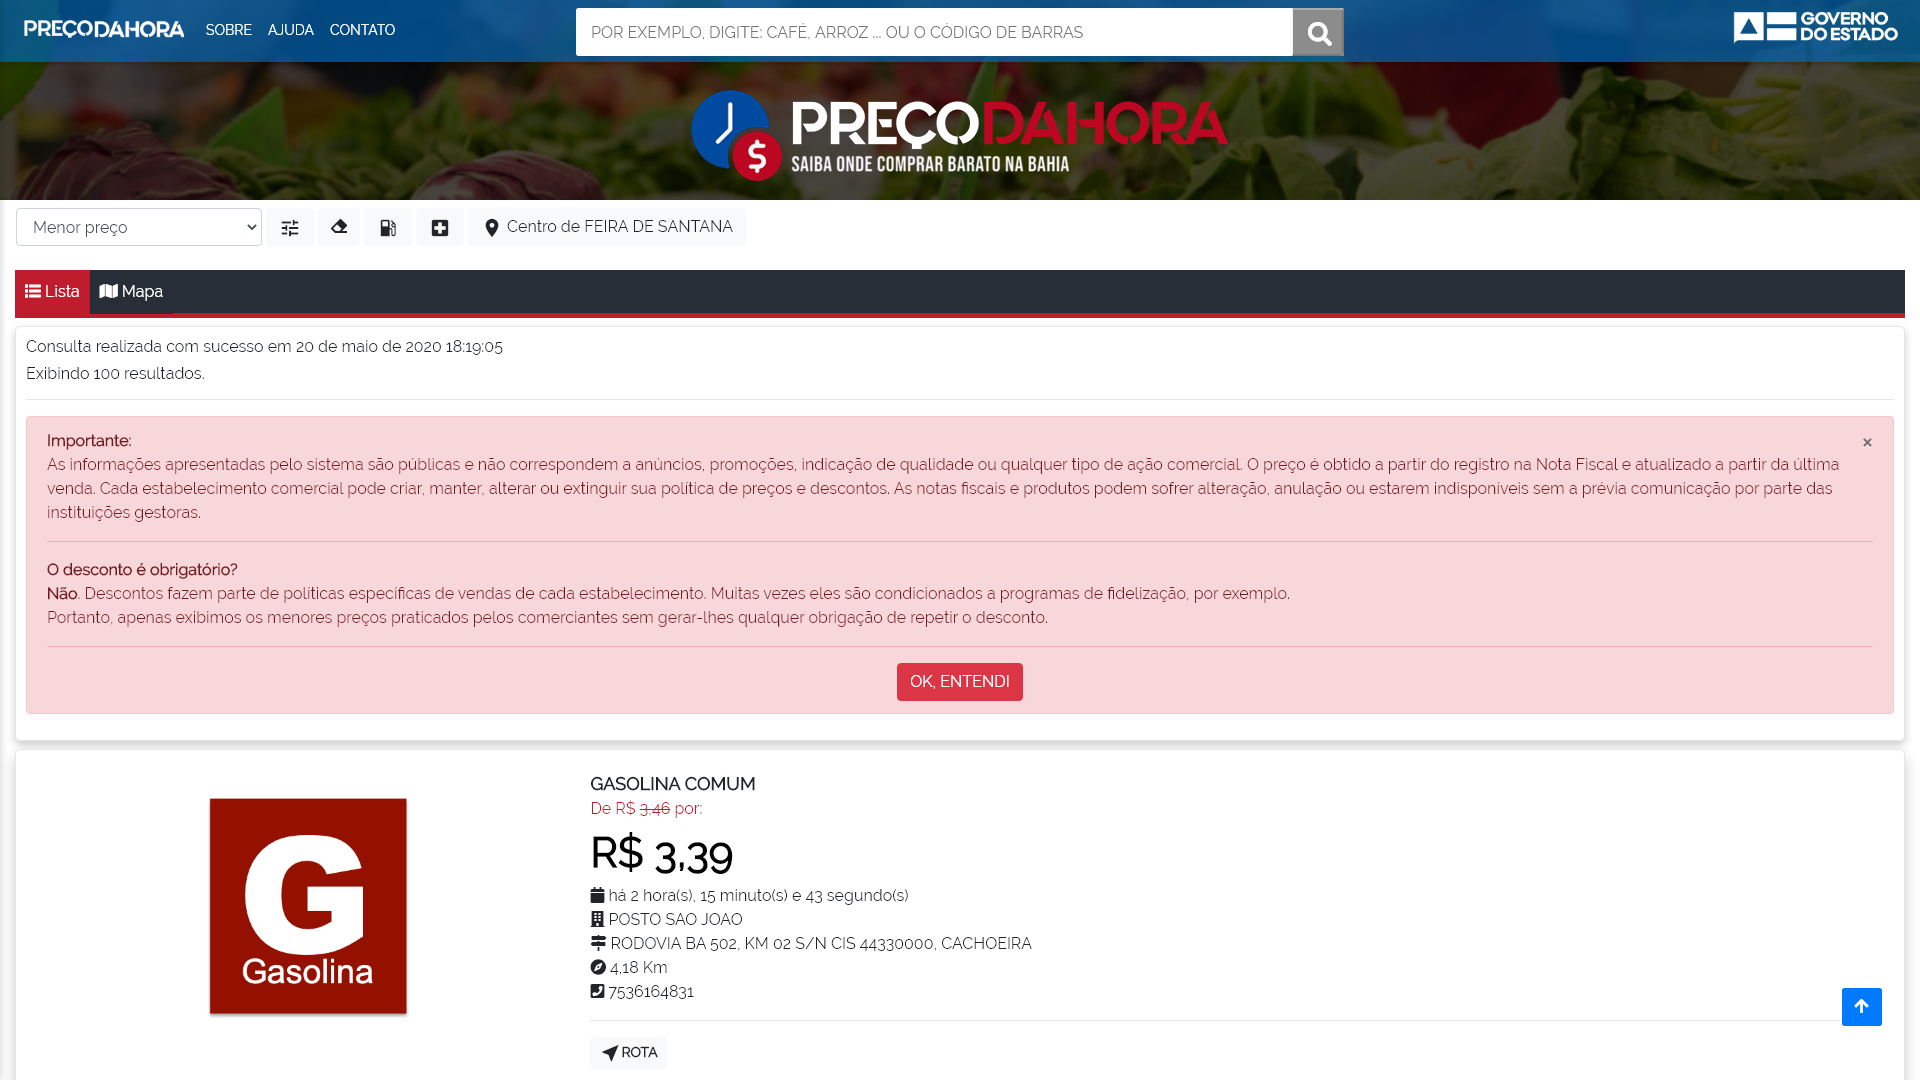 PREÇODAHORA SOBRE AJUDA CONTATO POR EXEMPLO, DIGITE: CAFÉ, ARROZ ... OU O CÓDIGO DE BARRAS GOVERNO DO ESTADO
PREÇODAHORA
SAIBA ONDE COMPRAR BARATO NA BAHIA
Menor preço Centro de FEIRA DE SANTANA
Lista Mapa
Consulta realizada com sucesso em 20 de maio de 2020 18:19:05
Exibindo 100 resultados.
Importante: ×
As informações apresentadas pelo sistema são públicas e não correspondem a anúncios, promoções, indicação de qualidade ou qualquer tipo de ação comercial. O preço é obtido a partir do registro na Nota Fiscal e atualizado a partir da última
venda. Cada estabelecimento comercial pode criar, manter, alterar ou extinguir sua política de preços e descontos. As notas fiscais e produtos podem sofrer alteração, anulação ou estarem indisponíveis sem a prévia comunicação por parte das
instituições gestoras.
O desconto é obrigatório?
Não. Descontos fazem parte de políticas específicas de vendas de cada estabelecimento. Muitas vezes eles são condicionados a programas de fidelização, por exemplo.
Portanto, apenas exibimos os menores preços praticados pelos comerciantes sem gerar-lhes qualquer obrigação de repetir o desconto.
OK, ENTENDI
G
Gasolina
GASOLINA COMUM
De R$ 3,46 por:
R$ 3,39
há 2 hora(s), 15 minuto(s) e 43 segundo(s)
POSTO SAO JOAO
RODOVIA BA 502, KM 02 S/N CIS 44330000, CACHOEIRA
4,18 Km
7536164831
ROTA